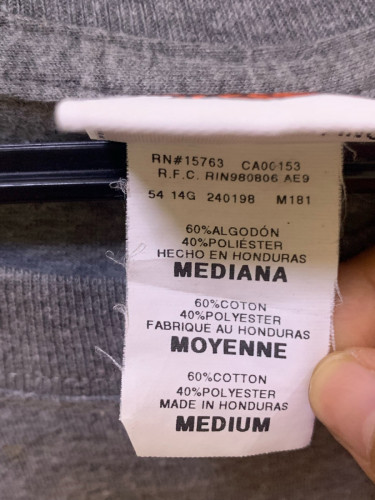 RN#15763 CA00153
R.F.C. RIN980806 AE9
54 14G 240198 M181
60%ALGODÓN
40%POLIÉSTER
HECHO EN HONDURAS
MEDIANA
60%COTON
40%POLYESTER
FABRIQUE AU HONDURAS
MOYENNE
60%COTTON
40%POLYESTER
MADE IN HONDURAS
MEDIUM